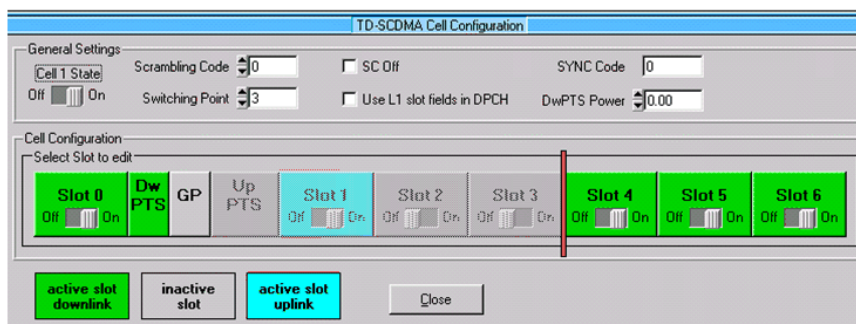 TD-SCDMA Cell Configuration
General Settings
Cell 1 State
Off On
Scrambling Code 0
Switching Point 3
SC Off
Use L1 slot fields in DPCH
SYNC Code 0
DwPTS Power 0.00
Cell Configuration
Select Slot to edit
Slot 0
Off On
Dw PTS
GP
Up PTS
Slot 1
Off On
Slot 2
Off On
Slot 3
Off On
Slot 4
Off On
Slot 5
Off On
Slot 6
Off On
active slot
downlink
inactive
slot
active slot
uplink
Close